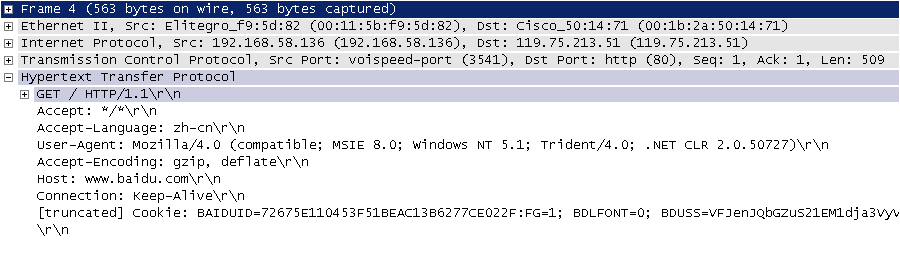 Frame 4 (563 bytes on wire, 563 bytes captured)
Ethernet II, Src: Elitegro_f9:5d:82 (00:11:5b:f9:5d:82), Dst: Cisco_50:14:71 (00:1b:2a:50:14:71)
Internet Protocol, Src: 192.168.58.136 (192.168.58.136), Dst: 119.75.213.51 (119.75.213.51)
Transmission Control Protocol, Src Port: voispeed-port (3541), Dst Port: http (80), Seq: 1, Ack: 1, Len: 509
Hypertext Transfer Protocol
GET / HTTP/1.1\r\n
Accept: */*\r\n
Accept-Language: zh-cn\r\n
User-Agent: Mozilla/4.0 (compatible; MSIE 8.0; Windows NT 5.1; Trident/4.0; .NET CLR 2.0.50727)\r\n
Accept-Encoding: gzip, deflate\r\n
Host: www.baidu.com\r\n
Connection: Keep-Alive\r\n
[truncated] Cookie: BAIDUID=72675E110453F51BEAC13B6277CE022F:FG=1; BDLFONT=0; BDUSS=VFJenJQbGZuS21EM1dja3VyV
\r\n